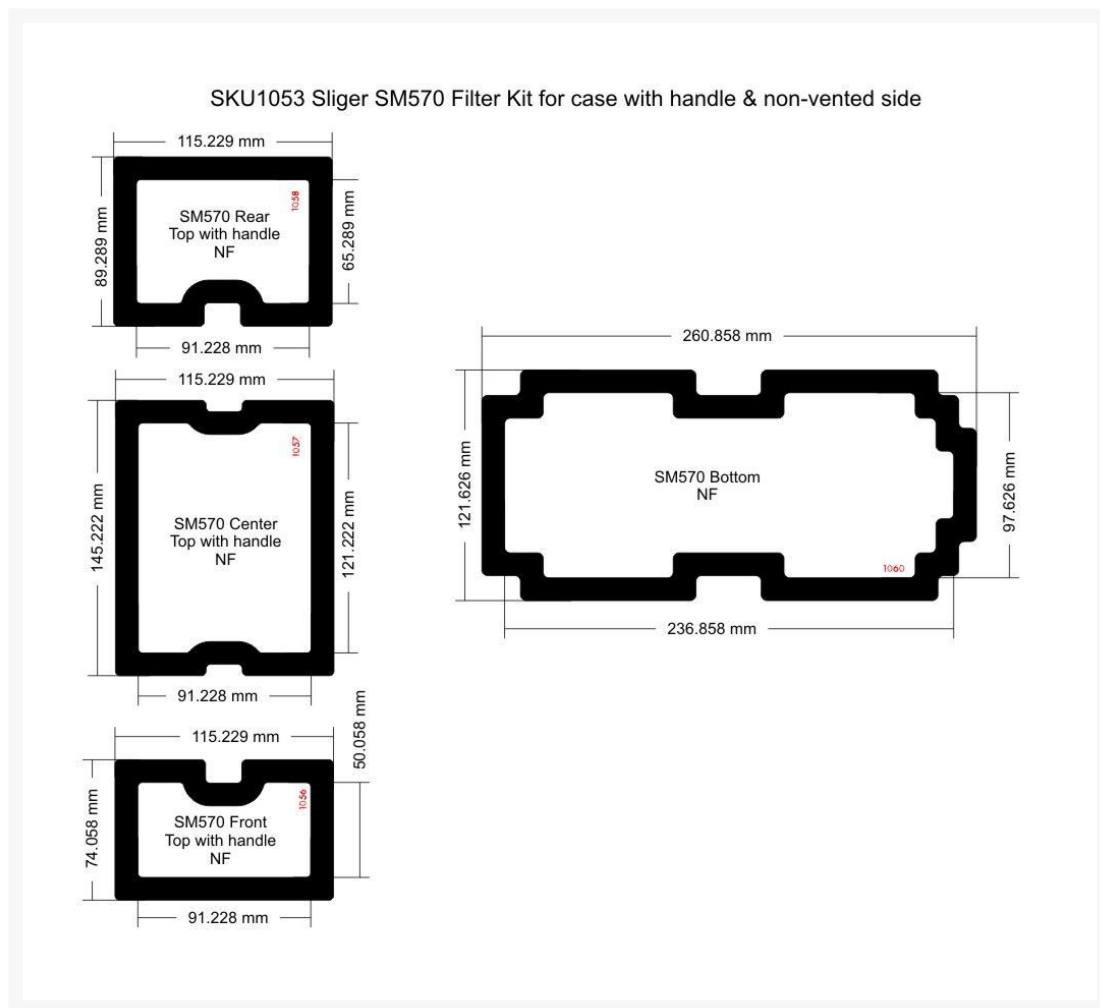 SKU1053 Sliger SM570 Filter Kit for case with handle & non-vented side
115.229 mm
89.289 mm
1058
SM570 Rear
Top with handle
NF
65.289 mm
91.228 mm
115.229 mm
145.222 mm
1057
SM570 Center
Top with handle
NF
121.222 mm
91.228 mm
115.229 mm
50.058 mm
74.058 mm
1056
SM570 Front
Top with handle
NF
91.228 mm
260.858 mm
121.626 mm
SM570 Bottom
NF
97.626 mm
1060
236.858 mm